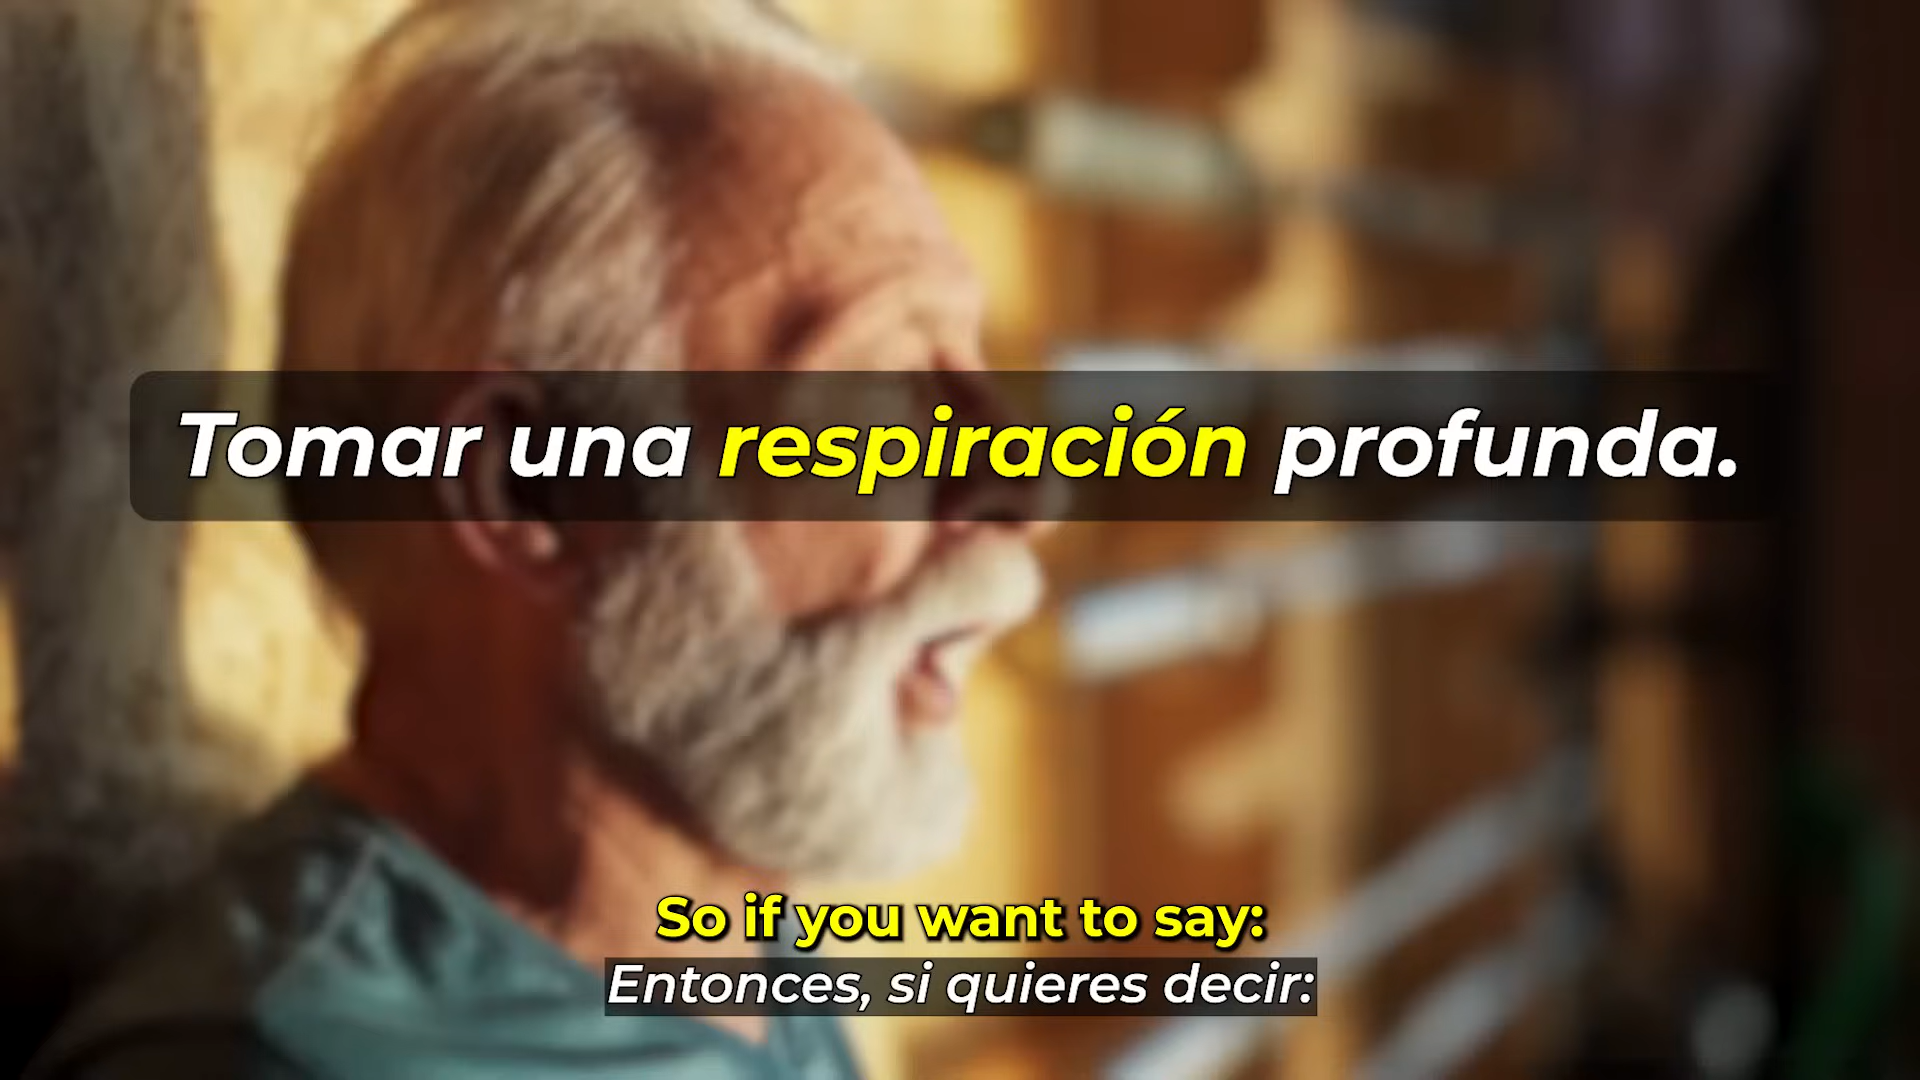 Tomar una respiración profunda.
So if you want to say:
Entonces, si quieres decir: